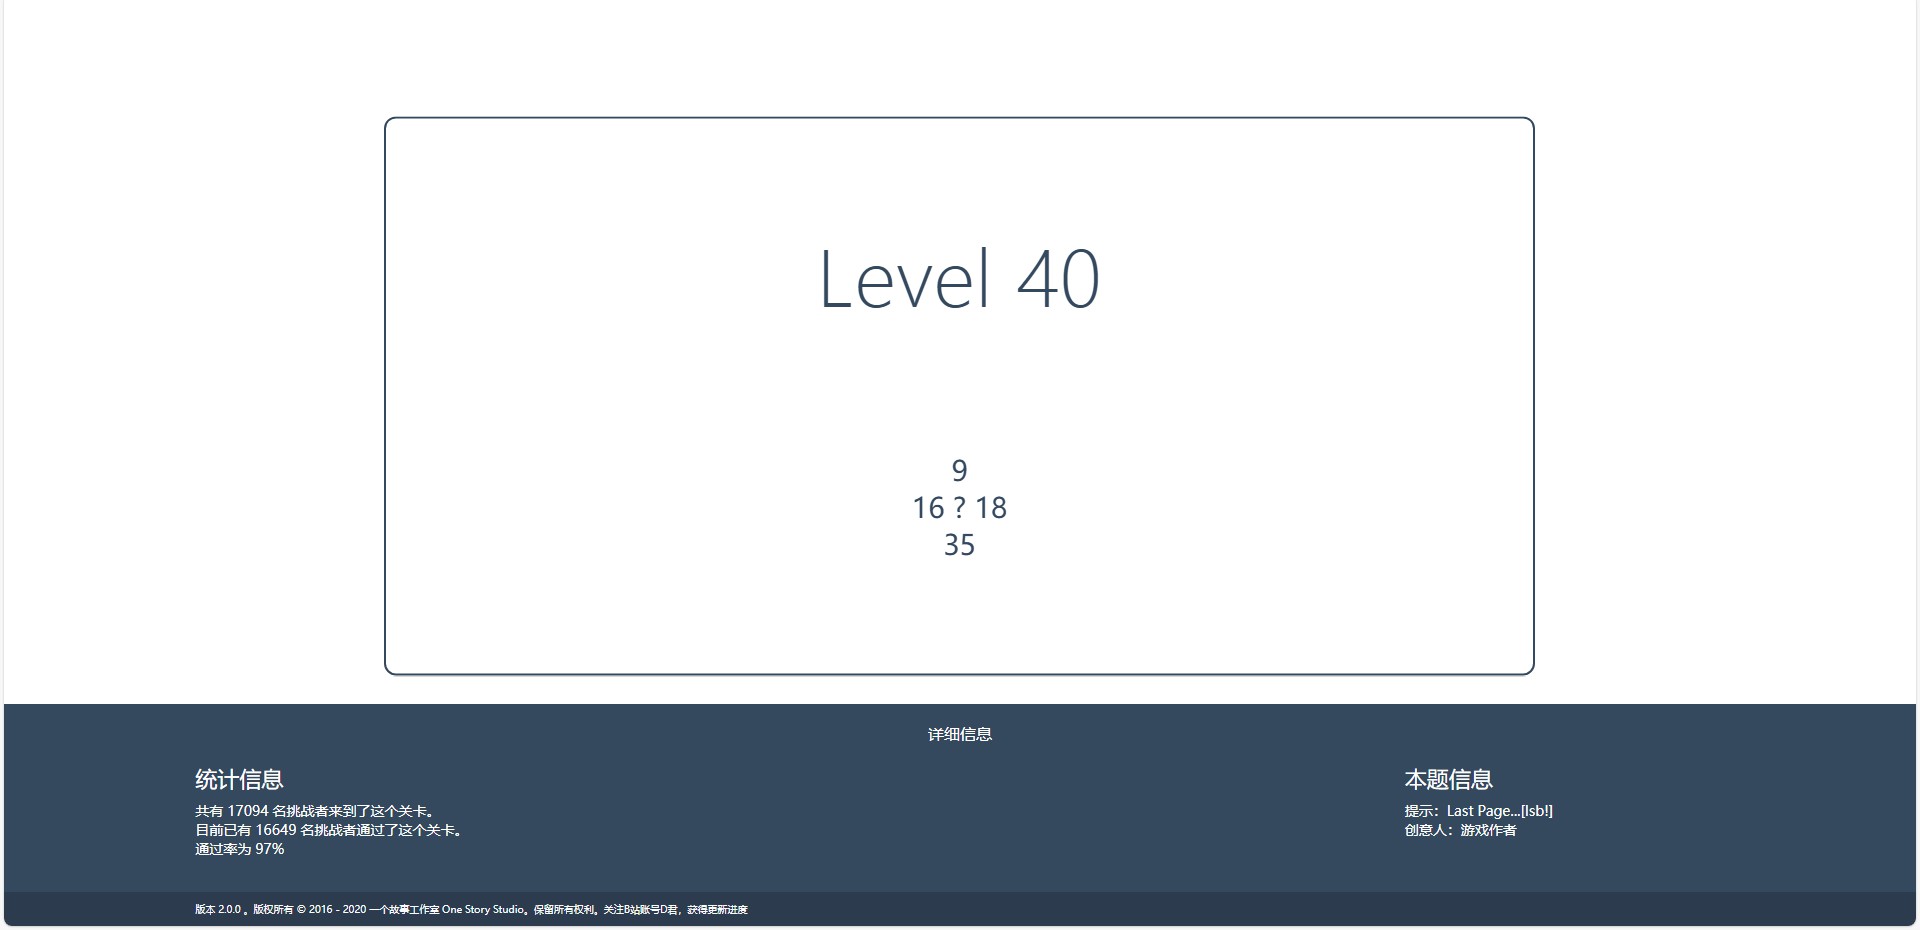 Level 40
9
16 ? 18
35
详细信息
统计信息
共有 17094 名挑战者来到了这个关卡。
目前已有 16649 名挑战者通过了这个关卡。
通过率为 97%
本题信息
提示：Last Page...[lsb!]
创意人：游戏作者
版本 2.0.0 。版权所有 © 2016 - 2020 一个故事工作室 One Story Studio。保留所有权利。关注B站账号D君，获得更新进度